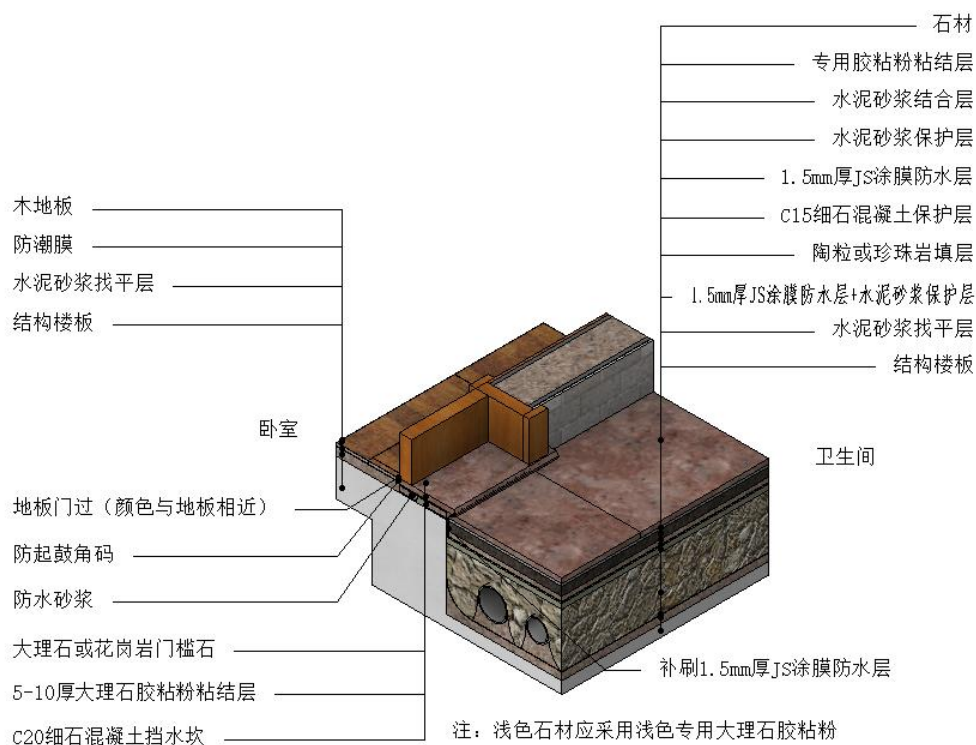 石材
专用胶粘粉粘结层
水泥砂浆结合层
水泥砂浆保护层
1.5mm厚JS涂膜防水层
C15细石混凝土保护层
陶粒或珍珠岩填层
1.5mm厚JS涂膜防水层+水泥砂浆保护层
水泥砂浆找平层
结构楼板
木地板
防潮膜
水泥砂浆找平层
结构楼板
卧室
卫生间
地板门过（颜色与地板相近）
防起鼓角码
防水砂浆
大理石或花岗岩门槛石
5-10厚大理石胶粘粉粘结层
C20细石混凝土挡水坎
补刷1.5mm厚JS涂膜防水层
注：浅色石材应采用浅色专用大理石胶粘粉